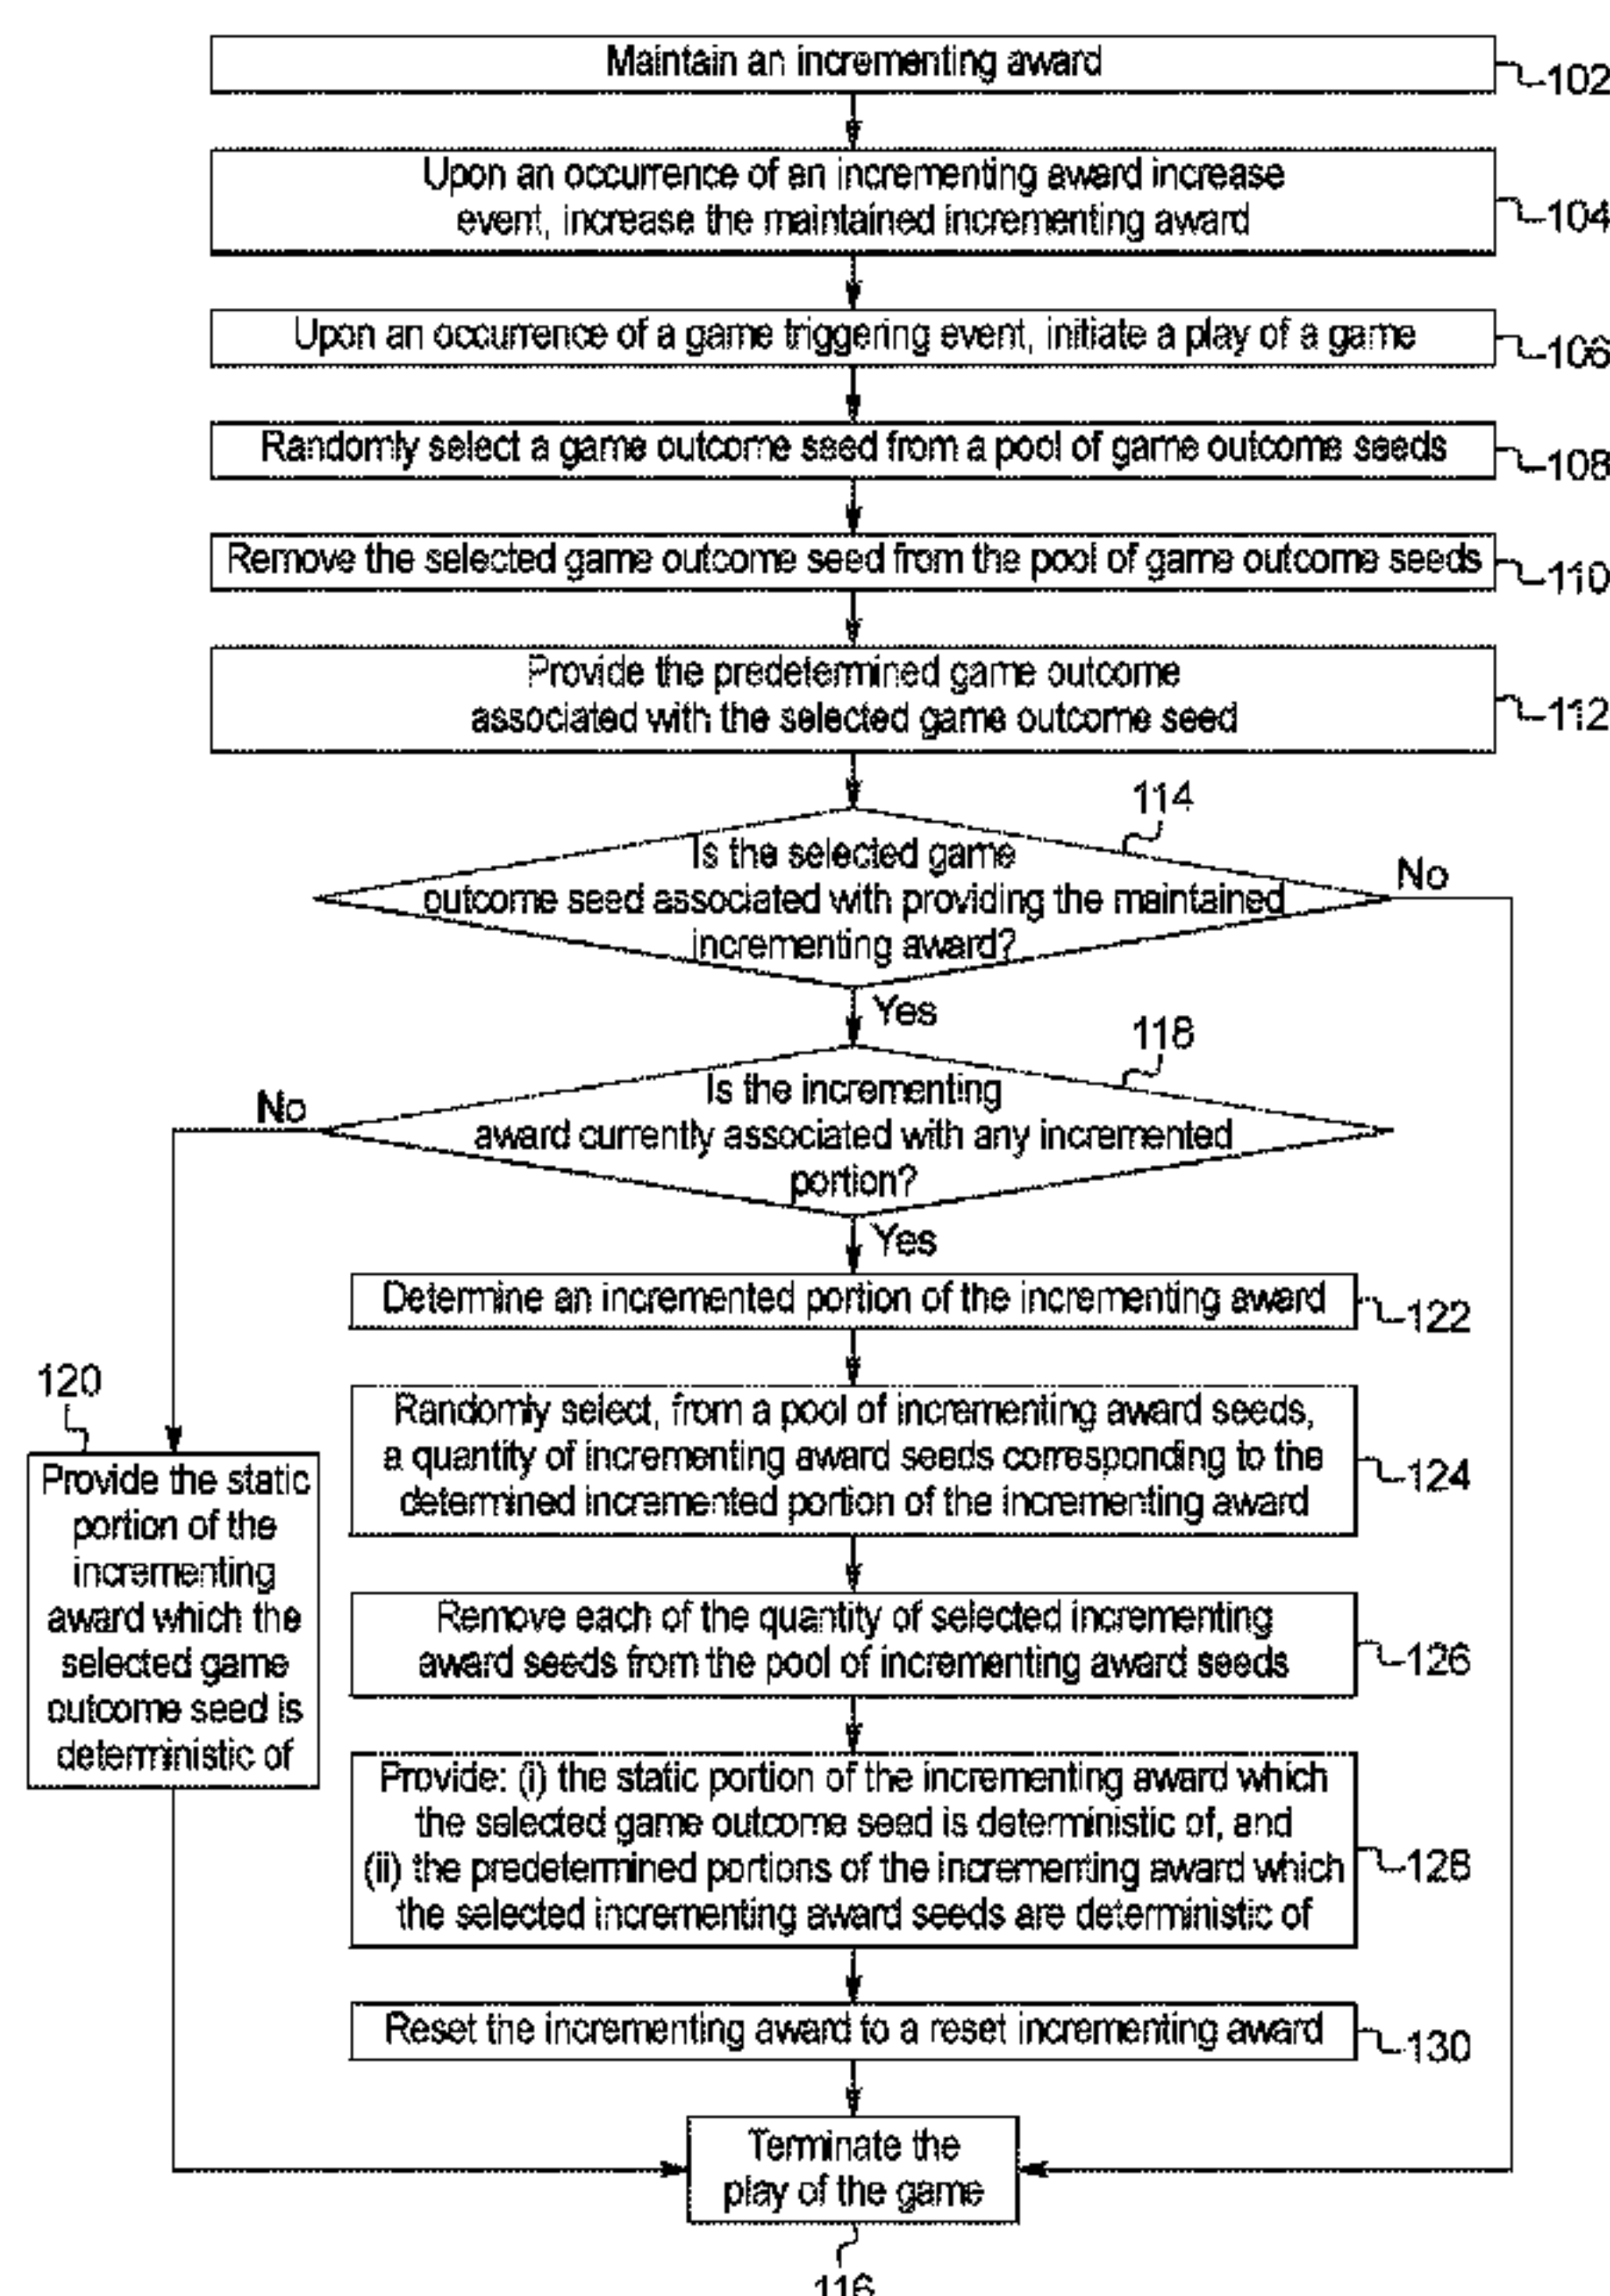 Maintain an incrementing award
102
Upon an occurrence of an incrementing award increase
event, increase the maintained incrementing award
104
Upon an occurrence of a game triggering event, initiate a play of a game
106
Randomly select a game outcome seed from a pool of game outcome seeds
108
Remove the selected game outcome seed from the pool of game outcome seeds
110
Provide the predetermined game outcome
associated with the selected game outcome seed
112
114
Is the selected game
outcome seed associated with providing the maintained
incrementing award?
No
Yes
118
Is the incrementing
award currently associated with any incremented
portion?
No
Yes
Determine an incremented portion of the incrementing award
122
Randomly select, from a pool of incrementing award seeds,
a quantity of incrementing award seeds corresponding to the
determined incremented portion of the incrementing award
124
120
Provide the static
portion of the
incrementing
award which the
selected game
outcome seed is
deterministic of
Remove each of the quantity of selected incrementing
award seeds from the pool of incrementing award seeds
126
Provide: (i) the static portion of the incrementing award which
the selected game outcome seed is deterministic of, and
(ii) the predetermined portions of the incrementing award which
the selected incrementing award seeds are deterministic of
128
Reset the incrementing award to a reset incrementing award
130
Terminate the
play of the game
116